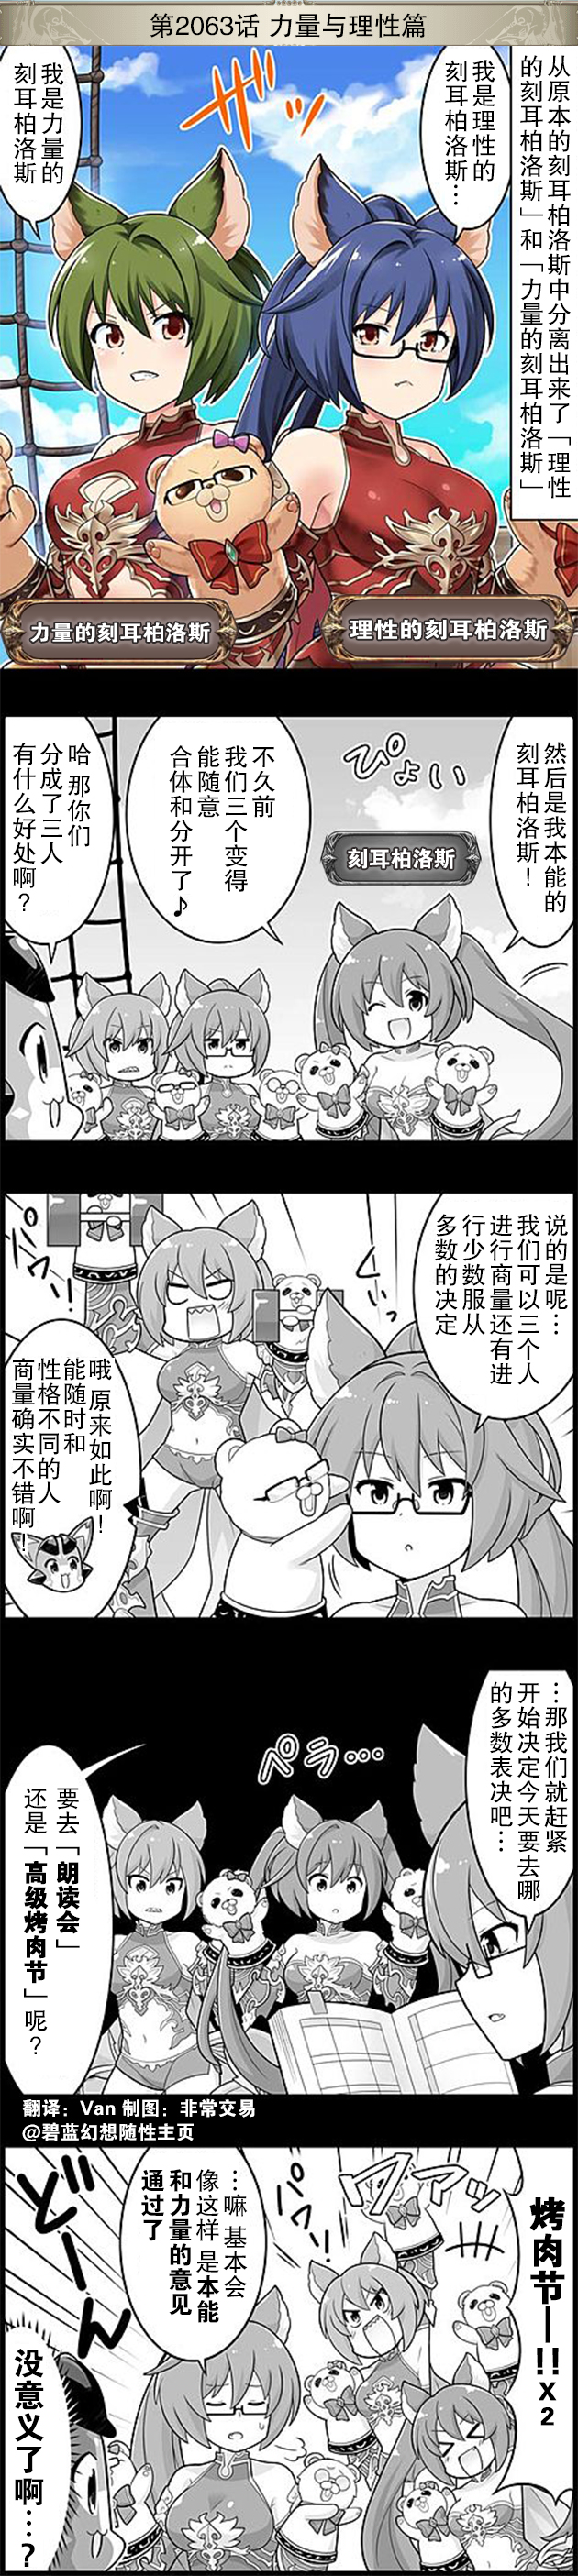 第2063话 力量与理性篇
从原本的刻耳柏洛斯中分离出来了「理性
的刻耳柏洛斯」和「力量的刻耳柏洛斯」
我是理性的
刻耳柏洛斯…
我是力量的
刻耳柏洛斯
力量的刻耳柏洛斯
理性的刻耳柏洛斯
然后是我本能的
刻耳柏洛斯！
ぴょい
刻耳柏洛斯
不久前
我们三个变得
能随意
合体和分开了♪
哈 那你们
分成了三人
有什么好处啊？
说的是呢…
我们可以三个人
进行商量还有进
行少数服从
多数的决定
くいっ
哦 原来如此啊！
能随时和
性格不同的人
商量确实不错啊！
…那我们就赶紧
开始决定今天要去哪
的多数表决吧…
ペラ…
要去「朗读会」
还是「高级烤肉节」呢？
翻译：Van 制图：非常交易
@碧蓝幻想随性主页
烤肉节—!!X2
ワアッ
パワッ!
…嘛 基本会
像这样 是本能
和力量的意见
通过了
どーん
没意义了啊…？